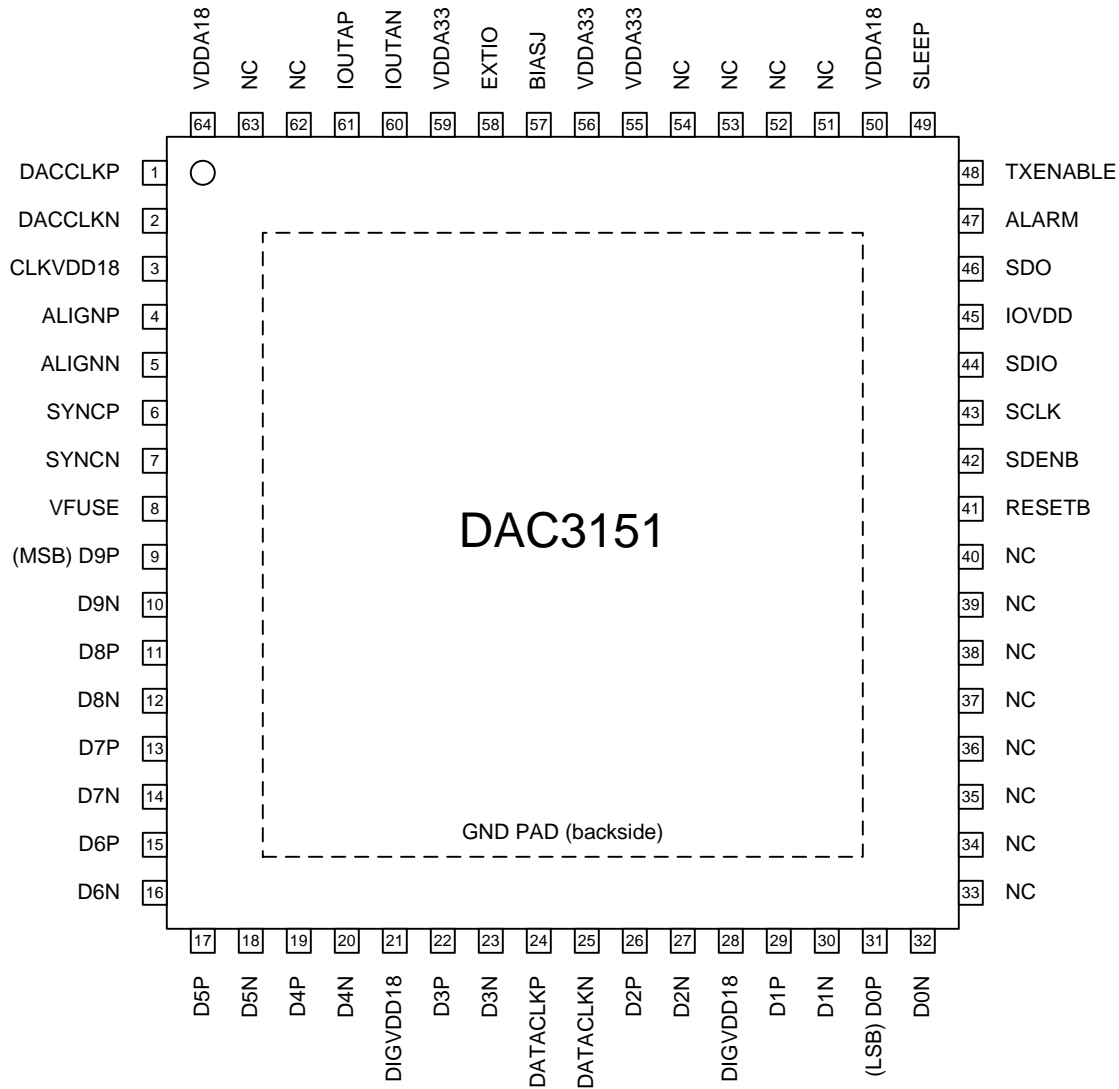 VDDA18
NC
NC
IOUTAP
IOUTAN
VDDA33
EXTIO
BIASJ
VDDA33
VDDA33
NC
NC
NC
NC
VDDA18
SLEEP
64 63 62 61 60 59 58 57 56 55 54 53 52 51 50 49
DACCLKP 1
48 TXENABLE
DACCLKN 2
47 ALARM
CLKVDD18 3
46 SDO
ALIGNP 4
45 IOVDD
ALIGNN 5
44 SDIO
SYNCP 6
43 SCLK
SYNCN 7
42 SDENB
VFUSE 8
41 RESETB
DAC3151
(MSB) D9P 9
40 NC
D9N 10
39 NC
D8P 11
38 NC
D8N 12
37 NC
D7P 13
36 NC
D7N 14
35 NC
GND PAD (backside)
D6P 15
34 NC
D6N 16
33 NC
17 18 19 20 21 22 23 24 25 26 27 28 29 30 31 32
D5P
D5N
D4P
D4N
DIGVDD18
D3P
D3N
DATACLKP
DATACLKN
D2P
D2N
DIGVDD18
D1P
D1N
(LSB) D0P
D0N